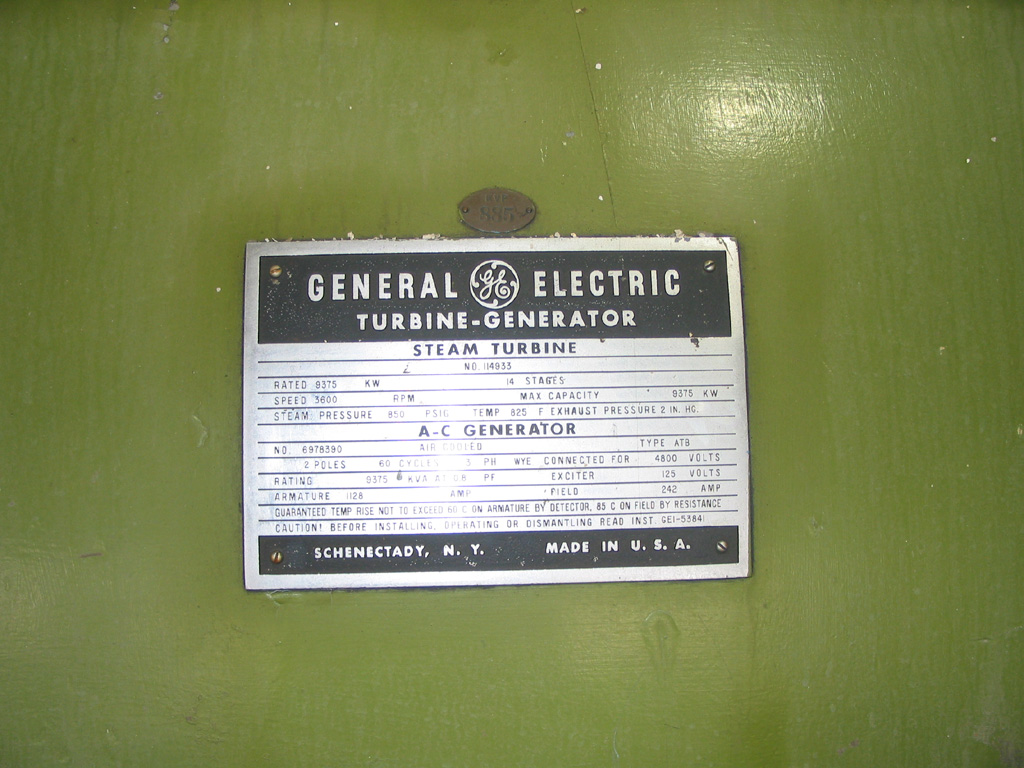 885
GENERAL GE ELECTRIC
TURBINE-GENERATOR
STEAM TURBINE
NO. 114933
RATED 9375 KW 14 STAGES
SPEED 3600 RPM MAX CAPACITY 9375 KW
STEAM PRESSURE 850 PSIG TEMP 825 F EXHAUST PRESSURE 2 IN. HG.
A-C GENERATOR
NO. 6978390 AIR COOLED TYPE ATB
2 POLES 60 CYCLES 3 PH WYE CONNECTED FOR 4800 VOLTS
RATING 9375 KVA AT 0.8 PF EXCITER 125 VOLTS
ARMATURE 1128 AMP FIELD 242 AMP
GUARANTEED TEMP RISE NOT TO EXCEED 60 C ON ARMATURE BY DETECTOR, 85 C ON FIELD BY RESISTANCE
CAUTION! BEFORE INSTALLING, OPERATING OR DISMANTLING READ INST. GEI-53841
SCHENECTADY, N. Y. MADE IN U. S. A.